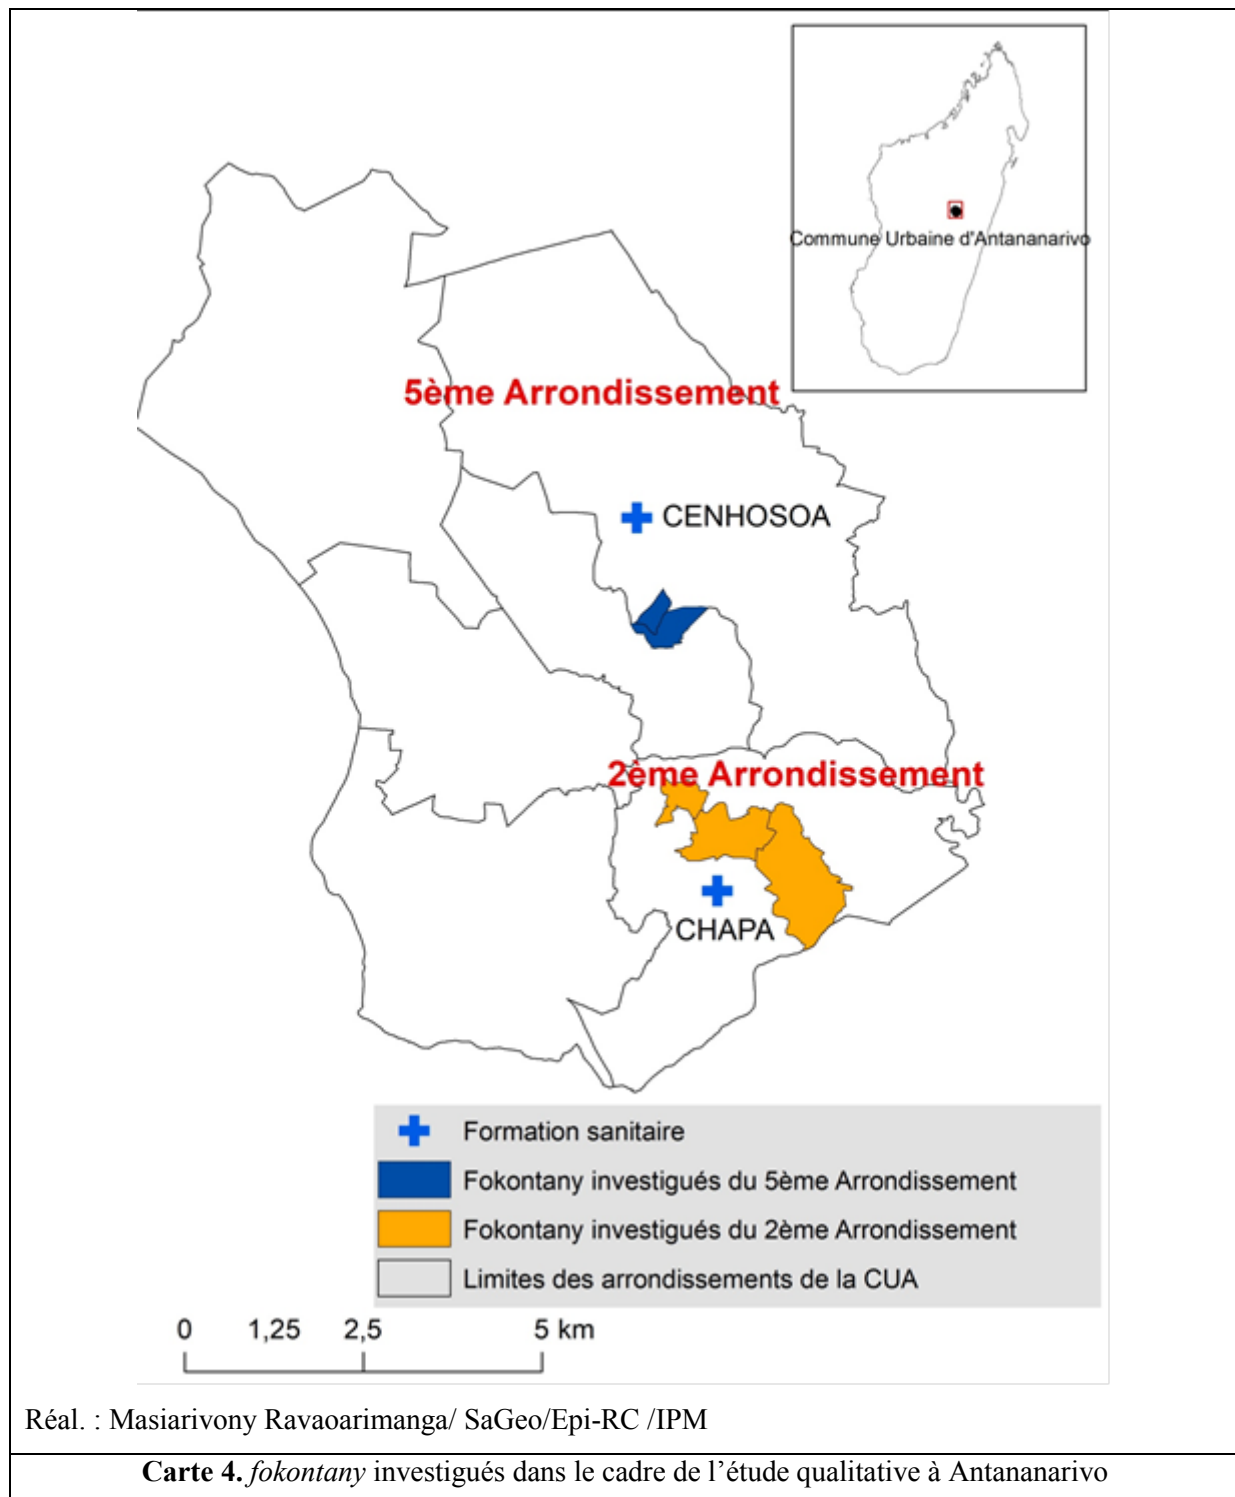 Commune Urbaine d'Antananarivo
5ème Arrondissement
CENHOSOA
2ème Arrondissement
CHAPA
Formation sanitaire
Fokontany investigués du 5ème Arrondissement
Fokontany investigués du 2ème Arrondissement
Limites des arrondissements de la CUA
0 1,25 2,5 5 km
Réal. : Masiarivony Ravaoarimanga/ SaGeo/Epi-RC /IPM
Carte 4. fokontany investigués dans le cadre de l’étude qualitative à Antananarivo